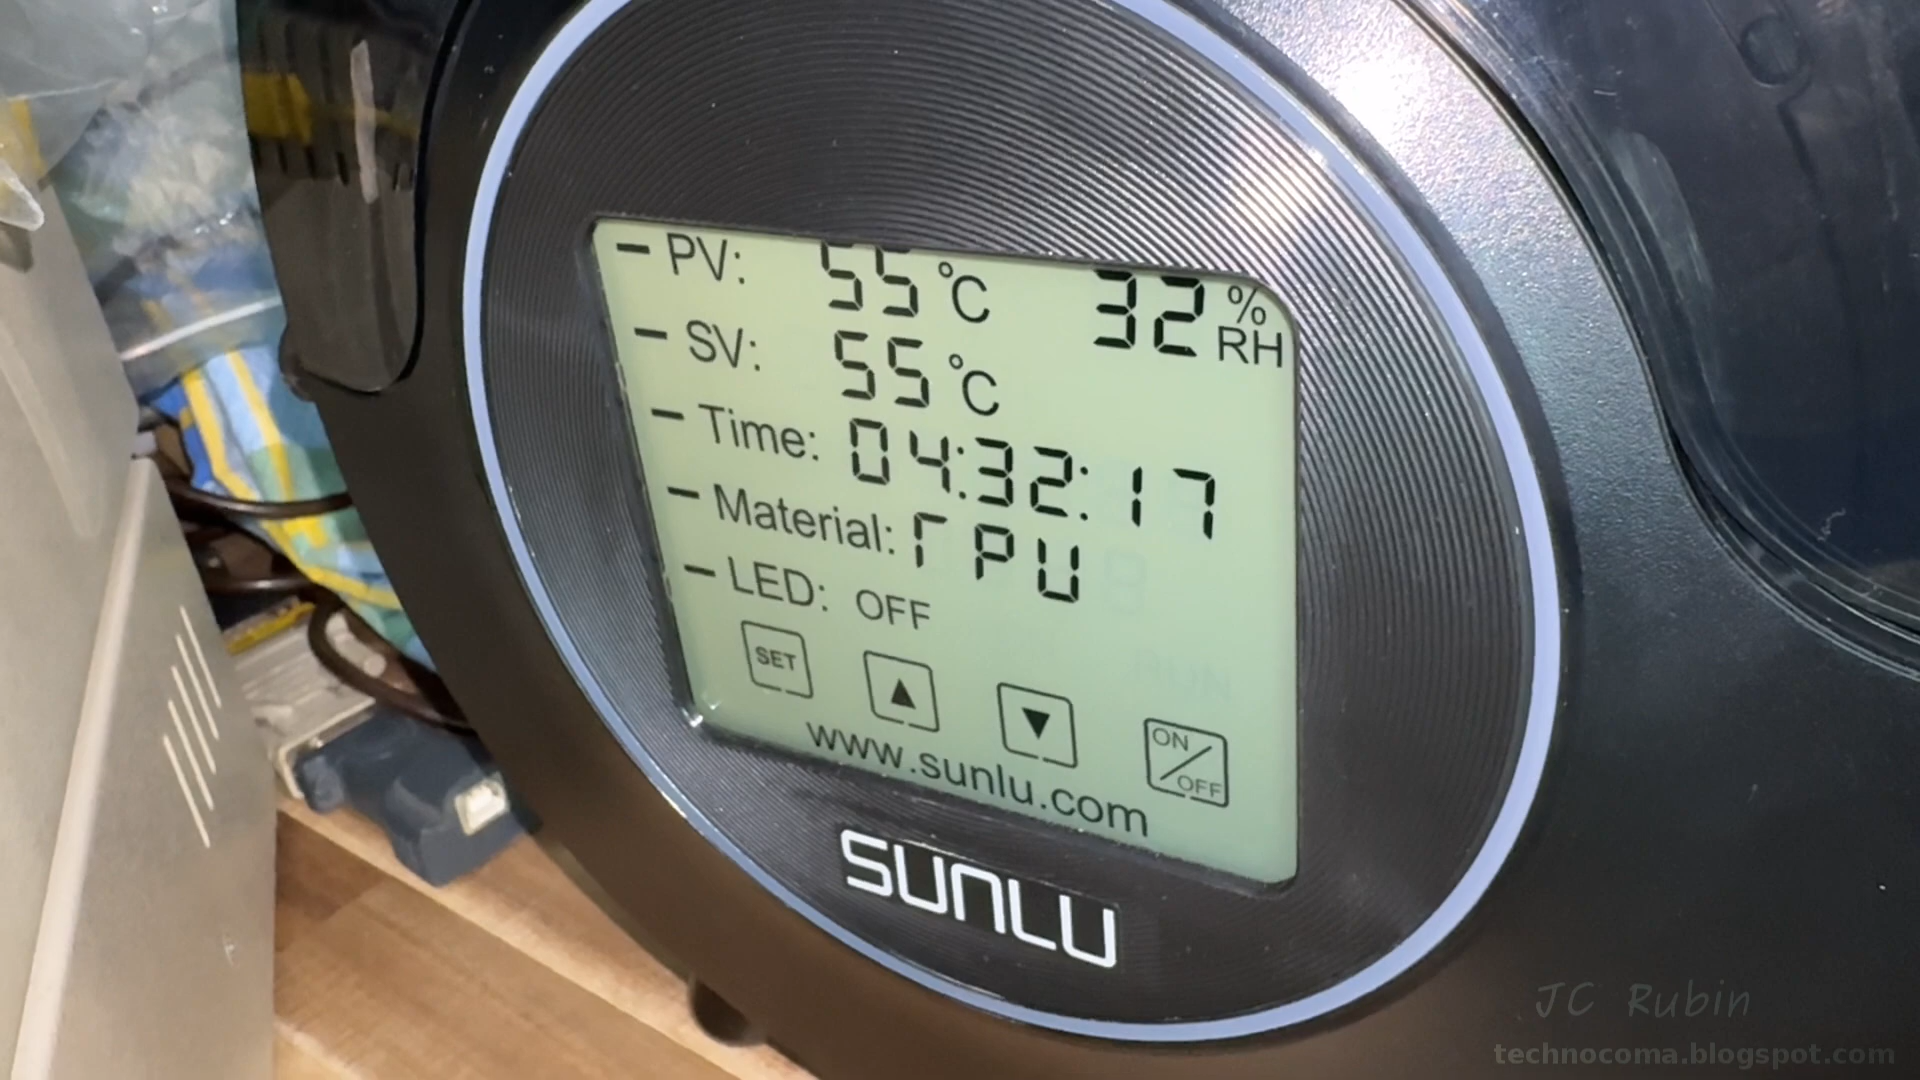 – PV: 55 °C 32 % RH
– SV: 55 °C
– Time: 04:32:17
– Material: TPU
– LED: OFF
SET ▲ ▼ ON/OFF
www.sunlu.com
SUNLU
JC Rubin
technocoma.blogspot.com